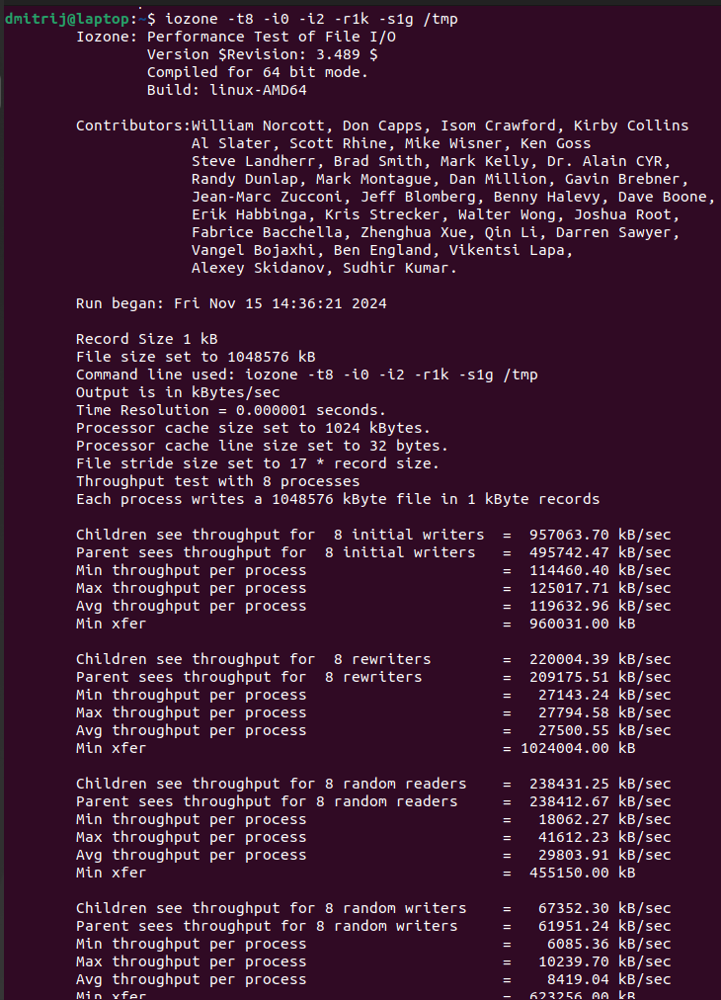 dmitrij@laptop:~$ iozone -t8 -i0 -i2 -r1k -s1g /tmp
Iozone: Performance Test of File I/O
Version $Revision: 3.489 $
Compiled for 64 bit mode.
Build: linux-AMD64
Contributors:William Norcott, Don Capps, Isom Crawford, Kirby Collins
Al Slater, Scott Rhine, Mike Wisner, Ken Goss
Steve Landherr, Brad Smith, Mark Kelly, Dr. Alain CYR,
Randy Dunlap, Mark Montague, Dan Million, Gavin Brebner,
Jean-Marc Zucconi, Jeff Blomberg, Benny Halevy, Dave Boone,
Erik Habbinga, Kris Strecker, Walter Wong, Joshua Root,
Fabrice Bacchella, Zhenghua Xue, Qin Li, Darren Sawyer,
Vangel Bojaxhi, Ben England, Vikentsi Lapa,
Alexey Skidanov, Sudhir Kumar.
Run began: Fri Nov 15 14:36:21 2024
Record Size 1 kB
File size set to 1048576 kB
Command line used: iozone -t8 -i0 -i2 -r1k -s1g /tmp
Output is in kBytes/sec
Time Resolution = 0.000001 seconds.
Processor cache size set to 1024 kBytes.
Processor cache line size set to 32 bytes.
File stride size set to 17 * record size.
Throughput test with 8 processes
Each process writes a 1048576 kByte file in 1 kByte records
Children see throughput for  8 initial writers  =  957063.70 kB/sec
Parent sees throughput for  8 initial writers   =  495742.47 kB/sec
Min throughput per process                      =  114460.40 kB/sec
Max throughput per process                      =  125017.71 kB/sec
Avg throughput per process                      =  119632.96 kB/sec
Min xfer                                        =  960031.00 kB
Children see throughput for  8 rewriters        =  220004.39 kB/sec
Parent sees throughput for  8 rewriters         =  209175.51 kB/sec
Min throughput per process                      =   27143.24 kB/sec
Max throughput per process                      =   27794.58 kB/sec
Avg throughput per process                      =   27500.55 kB/sec
Min xfer                                        = 1024004.00 kB
Children see throughput for 8 random readers    =  238431.25 kB/sec
Parent sees throughput for 8 random readers     =  238412.67 kB/sec
Min throughput per process                      =   18062.27 kB/sec
Max throughput per process                      =   41612.23 kB/sec
Avg throughput per process                      =   29803.91 kB/sec
Min xfer                                        =  455150.00 kB
Children see throughput for 8 random writers    =   67352.30 kB/sec
Parent sees throughput for 8 random writers     =   61951.24 kB/sec
Min throughput per process                      =    6085.36 kB/sec
Max throughput per process                      =   10239.70 kB/sec
Avg throughput per process                      =    8419.04 kB/sec
Min xfer                                        =  623256.00 kB